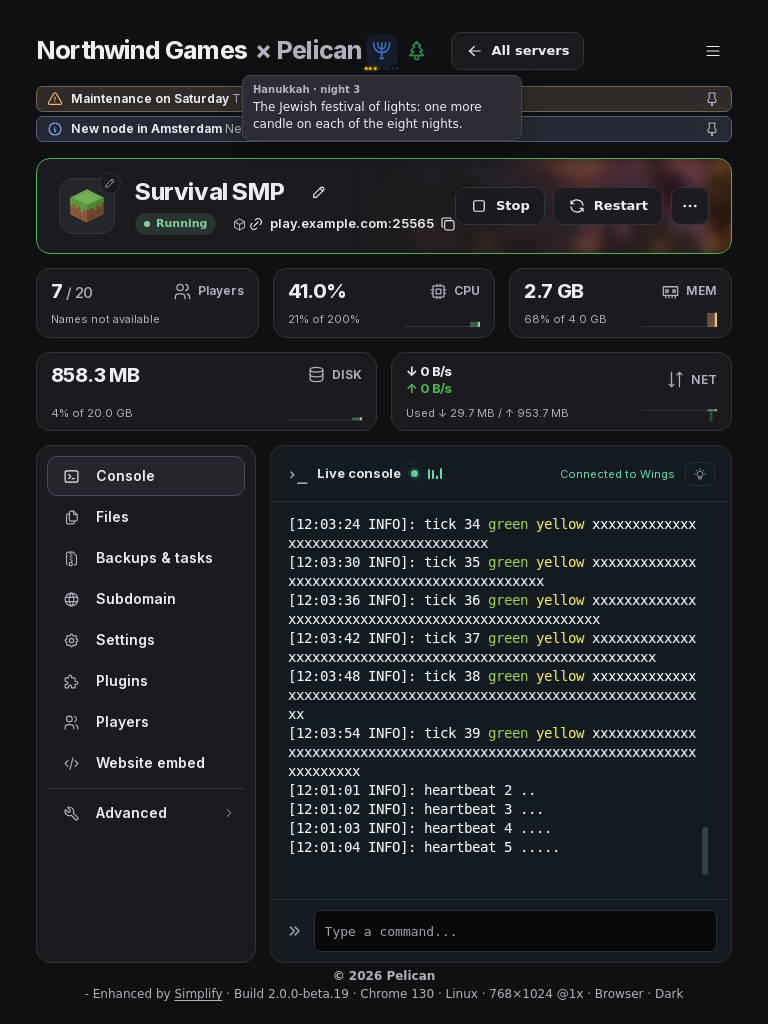 Northwind Games × Pelican
All servers
Hanukkah · night 3
The Jewish festival of lights: one more
candle on each of the eight nights.
Maintenance on Saturday
New node in Amsterdam
Survival SMP
Running
play.example.com:25565
Stop
Restart
7 / 20
Players
Names not available
41.0%
CPU
21% of 200%
2.7 GB
MEM
68% of 4.0 GB
858.3 MB
DISK
4% of 20.0 GB
↓ 0 B/s
↑ 0 B/s
NET
Used ↓ 29.7 MB / ↑ 953.7 MB
Console
Files
Backups & tasks
Subdomain
Settings
Plugins
Players
Website embed
Advanced
Live console
Connected to Wings
[12:03:24 INFO]: tick 34 green yellow xxxxxxxxxxxxx
xxxxxxxxxxxxxxxxxxxxxxxxx
[12:03:30 INFO]: tick 35 green yellow xxxxxxxxxxxxx
xxxxxxxxxxxxxxxxxxxxxxxxxxxxxxxx
[12:03:36 INFO]: tick 36 green yellow xxxxxxxxxxxxx
xxxxxxxxxxxxxxxxxxxxxxxxxxxxxxxxxxxxxxx
[12:03:42 INFO]: tick 37 green yellow xxxxxxxxxxxxx
xxxxxxxxxxxxxxxxxxxxxxxxxxxxxxxxxxxxxxxxxxxxxx
[12:03:48 INFO]: tick 38 green yellow xxxxxxxxxxxxx
xxxxxxxxxxxxxxxxxxxxxxxxxxxxxxxxxxxxxxxxxxxxxxxxxxx
xx
[12:03:54 INFO]: tick 39 green yellow xxxxxxxxxxxxx
xxxxxxxxxxxxxxxxxxxxxxxxxxxxxxxxxxxxxxxxxxxxxxxxxxx
xxxxxxxxx
[12:01:01 INFO]: heartbeat 2 ..
[12:01:02 INFO]: heartbeat 3 ...
[12:01:03 INFO]: heartbeat 4 ....
[12:01:04 INFO]: heartbeat 5 .....
Type a command...
© 2026 Pelican
- Enhanced by Simplify · Build 2.0.0-beta.19 · Chrome 130 · Linux · 768×1024 @1x · Browser · Dark